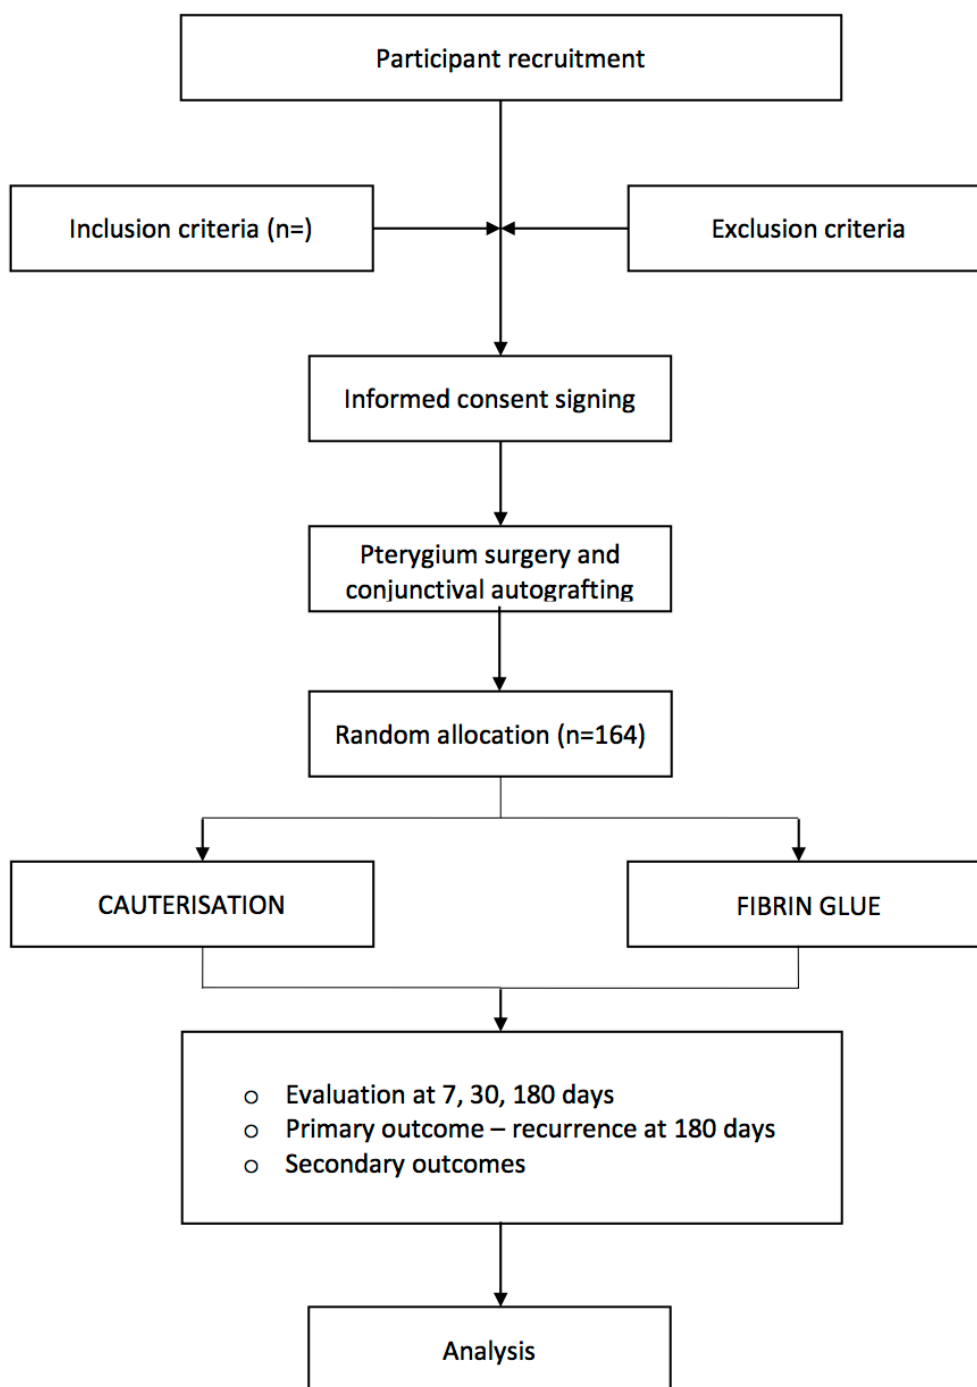 Participant recruitment
Inclusion criteria (n=)
Exclusion criteria
Informed consent signing
Pterygium surgery and
conjunctival autografting
Random allocation (n=164)
CAUTERISATION
FIBRIN GLUE
o Evaluation at 7, 30, 180 days
o Primary outcome – recurrence at 180 days
o Secondary outcomes
Analysis